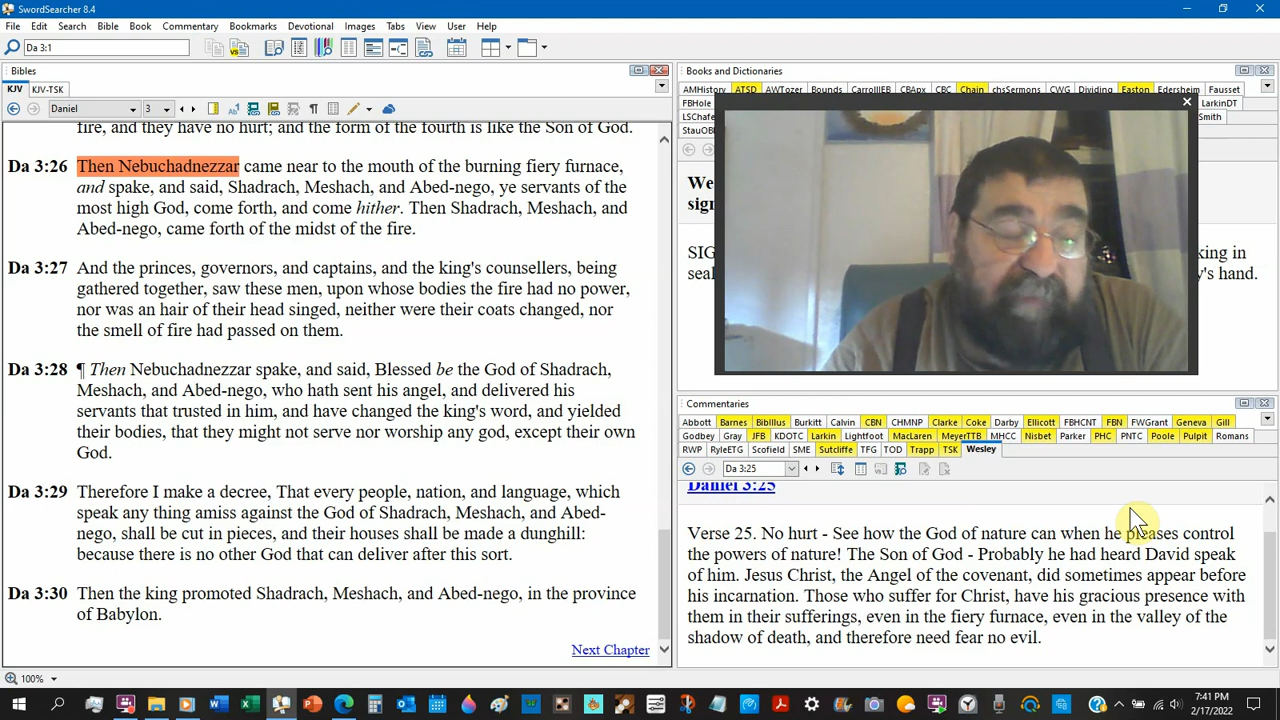 SwordSearcher 8.4
File Edit Search Bible Book Commentary Bookmarks Devotional Images Tabs View User Help
Da 3:1
Bibles
KJV KJV-TSK
Daniel 3
fire, and they have no hurt; and the form of the fourth is like the Son of God.
Da 3:26 Then Nebuchadnezzar came near to the mouth of the burning fiery furnace,
and spake, and said, Shadrach, Meshach, and Abed-nego, ye servants of the
most high God, come forth, and come hither. Then Shadrach, Meshach, and
Abed-nego, came forth of the midst of the fire.
Da 3:27 And the princes, governors, and captains, and the king's counsellers, being
gathered together, saw these men, upon whose bodies the fire had no power,
nor was an hair of their head singed, neither were their coats changed, nor
the smell of fire had passed on them.
Da 3:28 ¶ Then Nebuchadnezzar spake, and said, Blessed be the God of Shadrach,
Meshach, and Abed-nego, who hath sent his angel, and delivered his
servants that trusted in him, and have changed the king's word, and yielded
their bodies, that they might not serve nor worship any god, except their own
God.
Da 3:29 Therefore I make a decree, That every people, nation, and language, which
speak any thing amiss against the God of Shadrach, Meshach, and Abed-
nego, shall be cut in pieces, and their houses shall be made a dunghill:
because there is no other God that can deliver after this sort.
Da 3:30 Then the king promoted Shadrach, Meshach, and Abed-nego, in the province
of Babylon.
Next Chapter
100%
Books and Dictionaries
AMHistory ATSD AWTozer Bounds CarrollIEB CBApx CBC Chain chsSermons CWG Dividing Easton Edersheim Fausset
FBHole LarkinDT
LSChafe Smith
StauOB
We
sign
SIG king in
seal y's hand.
Commentaries
Abbott Barnes Bibllus Burkitt Calvin CBN CHMNP Clarke Coke Darby Ellicott FBHCNT FBN FWGrant Geneva Gill
Godbey Gray JFB KDOTC Larkin Lightfoot MacLaren MeyerTTB MHCC Nisbet Parker PHC PNTC Poole Pulpit Romans
RWP RyleETG Scofield SME Sutcliffe TFG TOD Trapp TSK Wesley
Da 3:25
Daniel 3:25
Verse 25. No hurt - See how the God of nature can when he pleases control
the powers of nature! The Son of God - Probably he had heard David speak
of him. Jesus Christ, the Angel of the covenant, did sometimes appear before
his incarnation. Those who suffer for Christ, have his gracious presence with
them in their sufferings, even in the fiery furnace, even in the valley of the
shadow of death, and therefore need fear no evil.
7:41 PM
2/17/2022